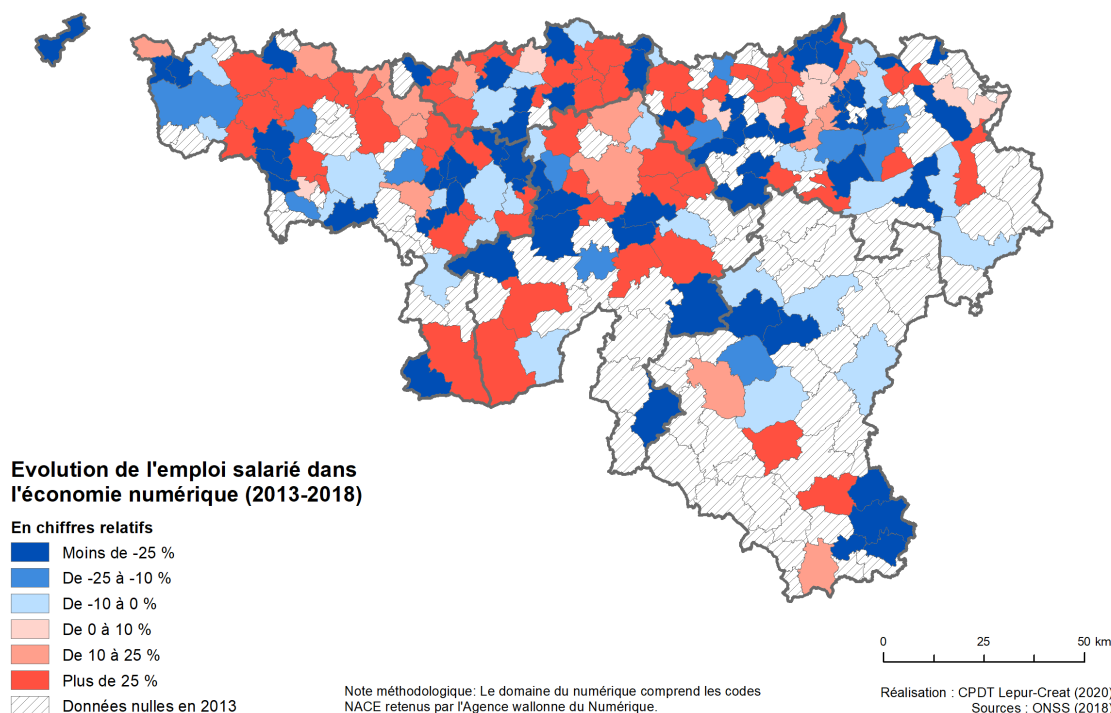 Evolution de l'emploi salarié dans
l'économie numérique (2013-2018)
En chiffres relatifs
Moins de -25 %
De -25 à -10 %
De -10 à 0 %
De 0 à 10 %
De 10 à 25 %
Plus de 25 %
Données nulles en 2013
Note méthodologique: Le domaine du numérique comprend les codes
NACE retenus par l'Agence wallonne du Numérique.
0 25 50 km
Réalisation : CPDT Lepur-Creat (2020)
Sources : ONSS (2018)